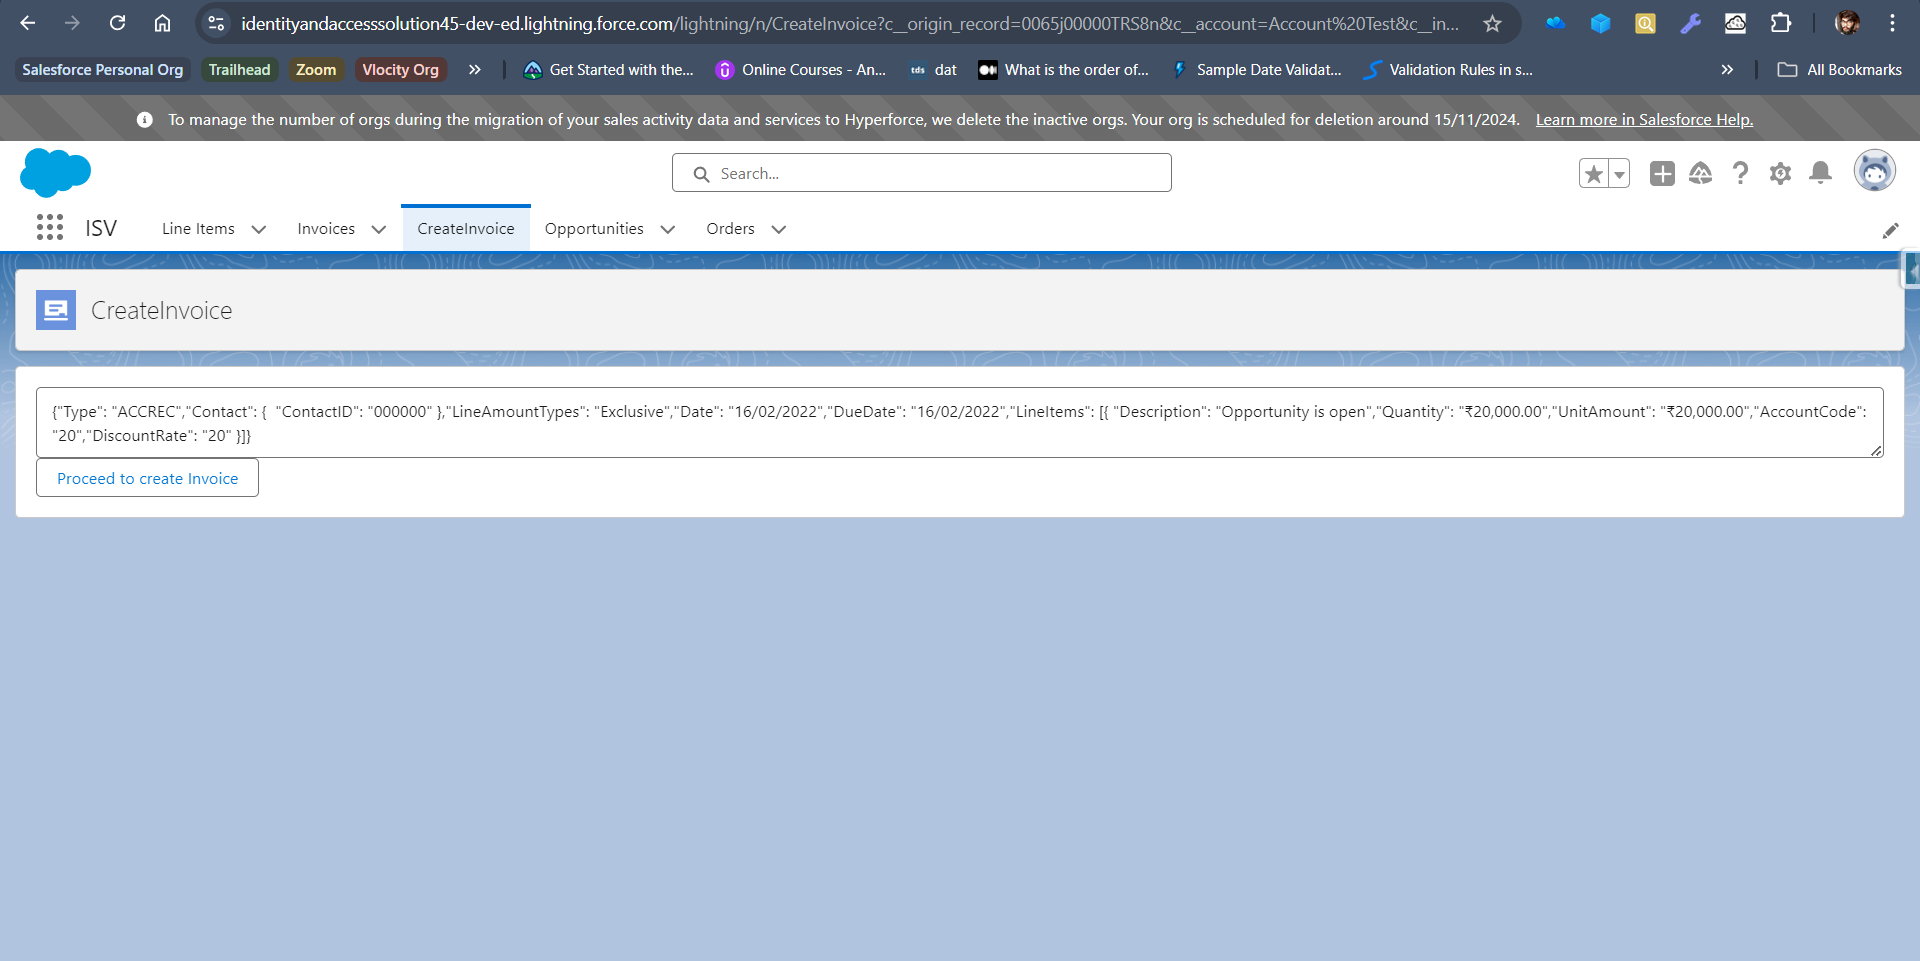 identityandaccesssolution45-dev-ed.lightning.force.com/lightning/n/CreateInvoice?c__origin_record=0065j00000TRS8n&c__account=Account%20Test&c__in...
Salesforce Personal Org Trailhead Zoom Vlocity Org » Get Started with the... Online Courses - An... tds dat What is the order of... Sample Date Validat... Validation Rules in s... » All Bookmarks
To manage the number of orgs during the migration of your sales activity data and services to Hyperforce, we delete the inactive orgs. Your org is scheduled for deletion around 15/11/2024. Learn more in Salesforce Help.
Search...
ISV Line Items Invoices CreateInvoice Opportunities Orders
CreateInvoice
{"Type": "ACCREC","Contact": {  "ContactID": "000000" },"LineAmountTypes": "Exclusive","Date": "16/02/2022","DueDate": "16/02/2022","LineItems": [{ "Description": "Opportunity is open","Quantity": "₹20,000.00","UnitAmount": "₹20,000.00","AccountCode":
"20","DiscountRate": "20" }]}
Proceed to create Invoice